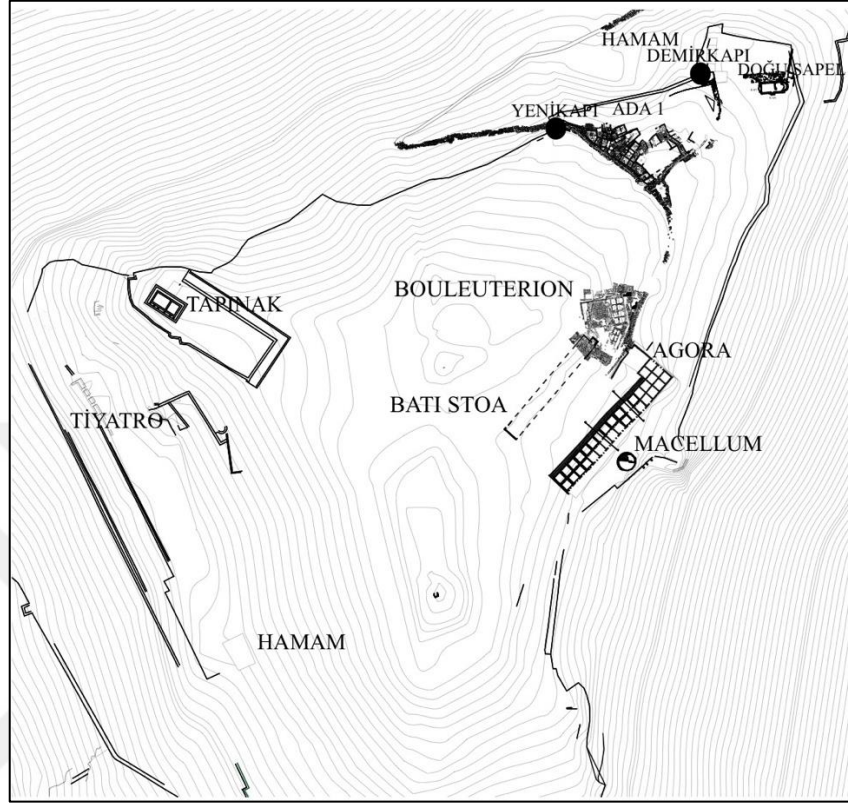 HAMAM
DEMİRKAPI
DOĞU ŞAPEL
YENİKAPI
ADA 1
TAPINAK
BOULEUTERION
AGORA
BATI STOA
TİYATRO
MACELLUM
HAMAM